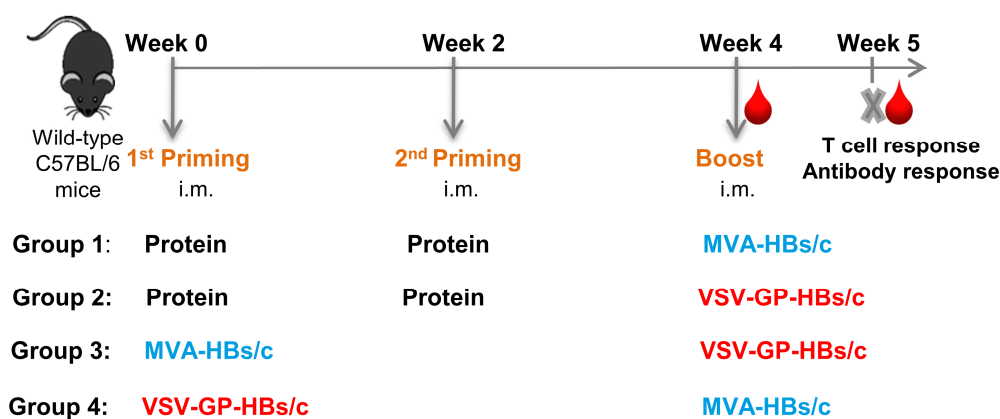 Week 0 Week 2 Week 4 Week 5
Wild-type
C57BL/6
mice
1st Priming 2nd Priming Boost
i.m. i.m. i.m.
T cell response
Antibody response
Group 1: Protein Protein MVA-HBs/c
Group 2: Protein Protein VSV-GP-HBs/c
Group 3: MVA-HBs/c VSV-GP-HBs/c
Group 4: VSV-GP-HBs/c MVA-HBs/c